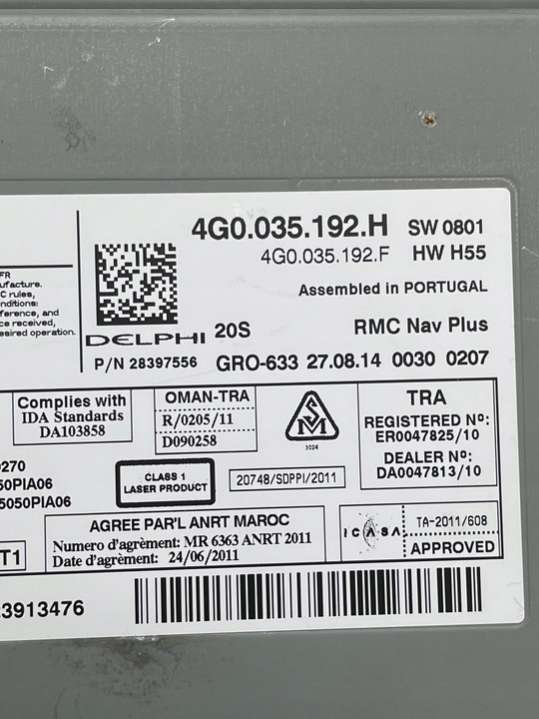 4G0.035.192.H SW 0801
4G0.035.192.F HW H55
Assembled in PORTUGAL
DELPHI 20S RMC Nav Plus
P/N 28397556 GRO-633 27.08.14 0030 0207
FR
ufacture.
C rules,
nditions:
ference, and
ce received,
esired operation.
Complies with
IDA Standards
DA103858
OMAN-TRA
R/0205/11
D090258
SM
1024
TRA
REGISTERED Nº:
ER0047825/10
DEALER Nº:
DA0047813/10
0270
50PIA06
5050PIA06
CLASS 1
LASER PRODUCT
20748/SDPPI/2011
AGREE PAR'L ANRT MAROC
Numero d'agrément: MR 6363 ANRT 2011
Date d'agrément: 24/06/2011
ICASA
TA-2011/608
APPROVED
T1
23913476